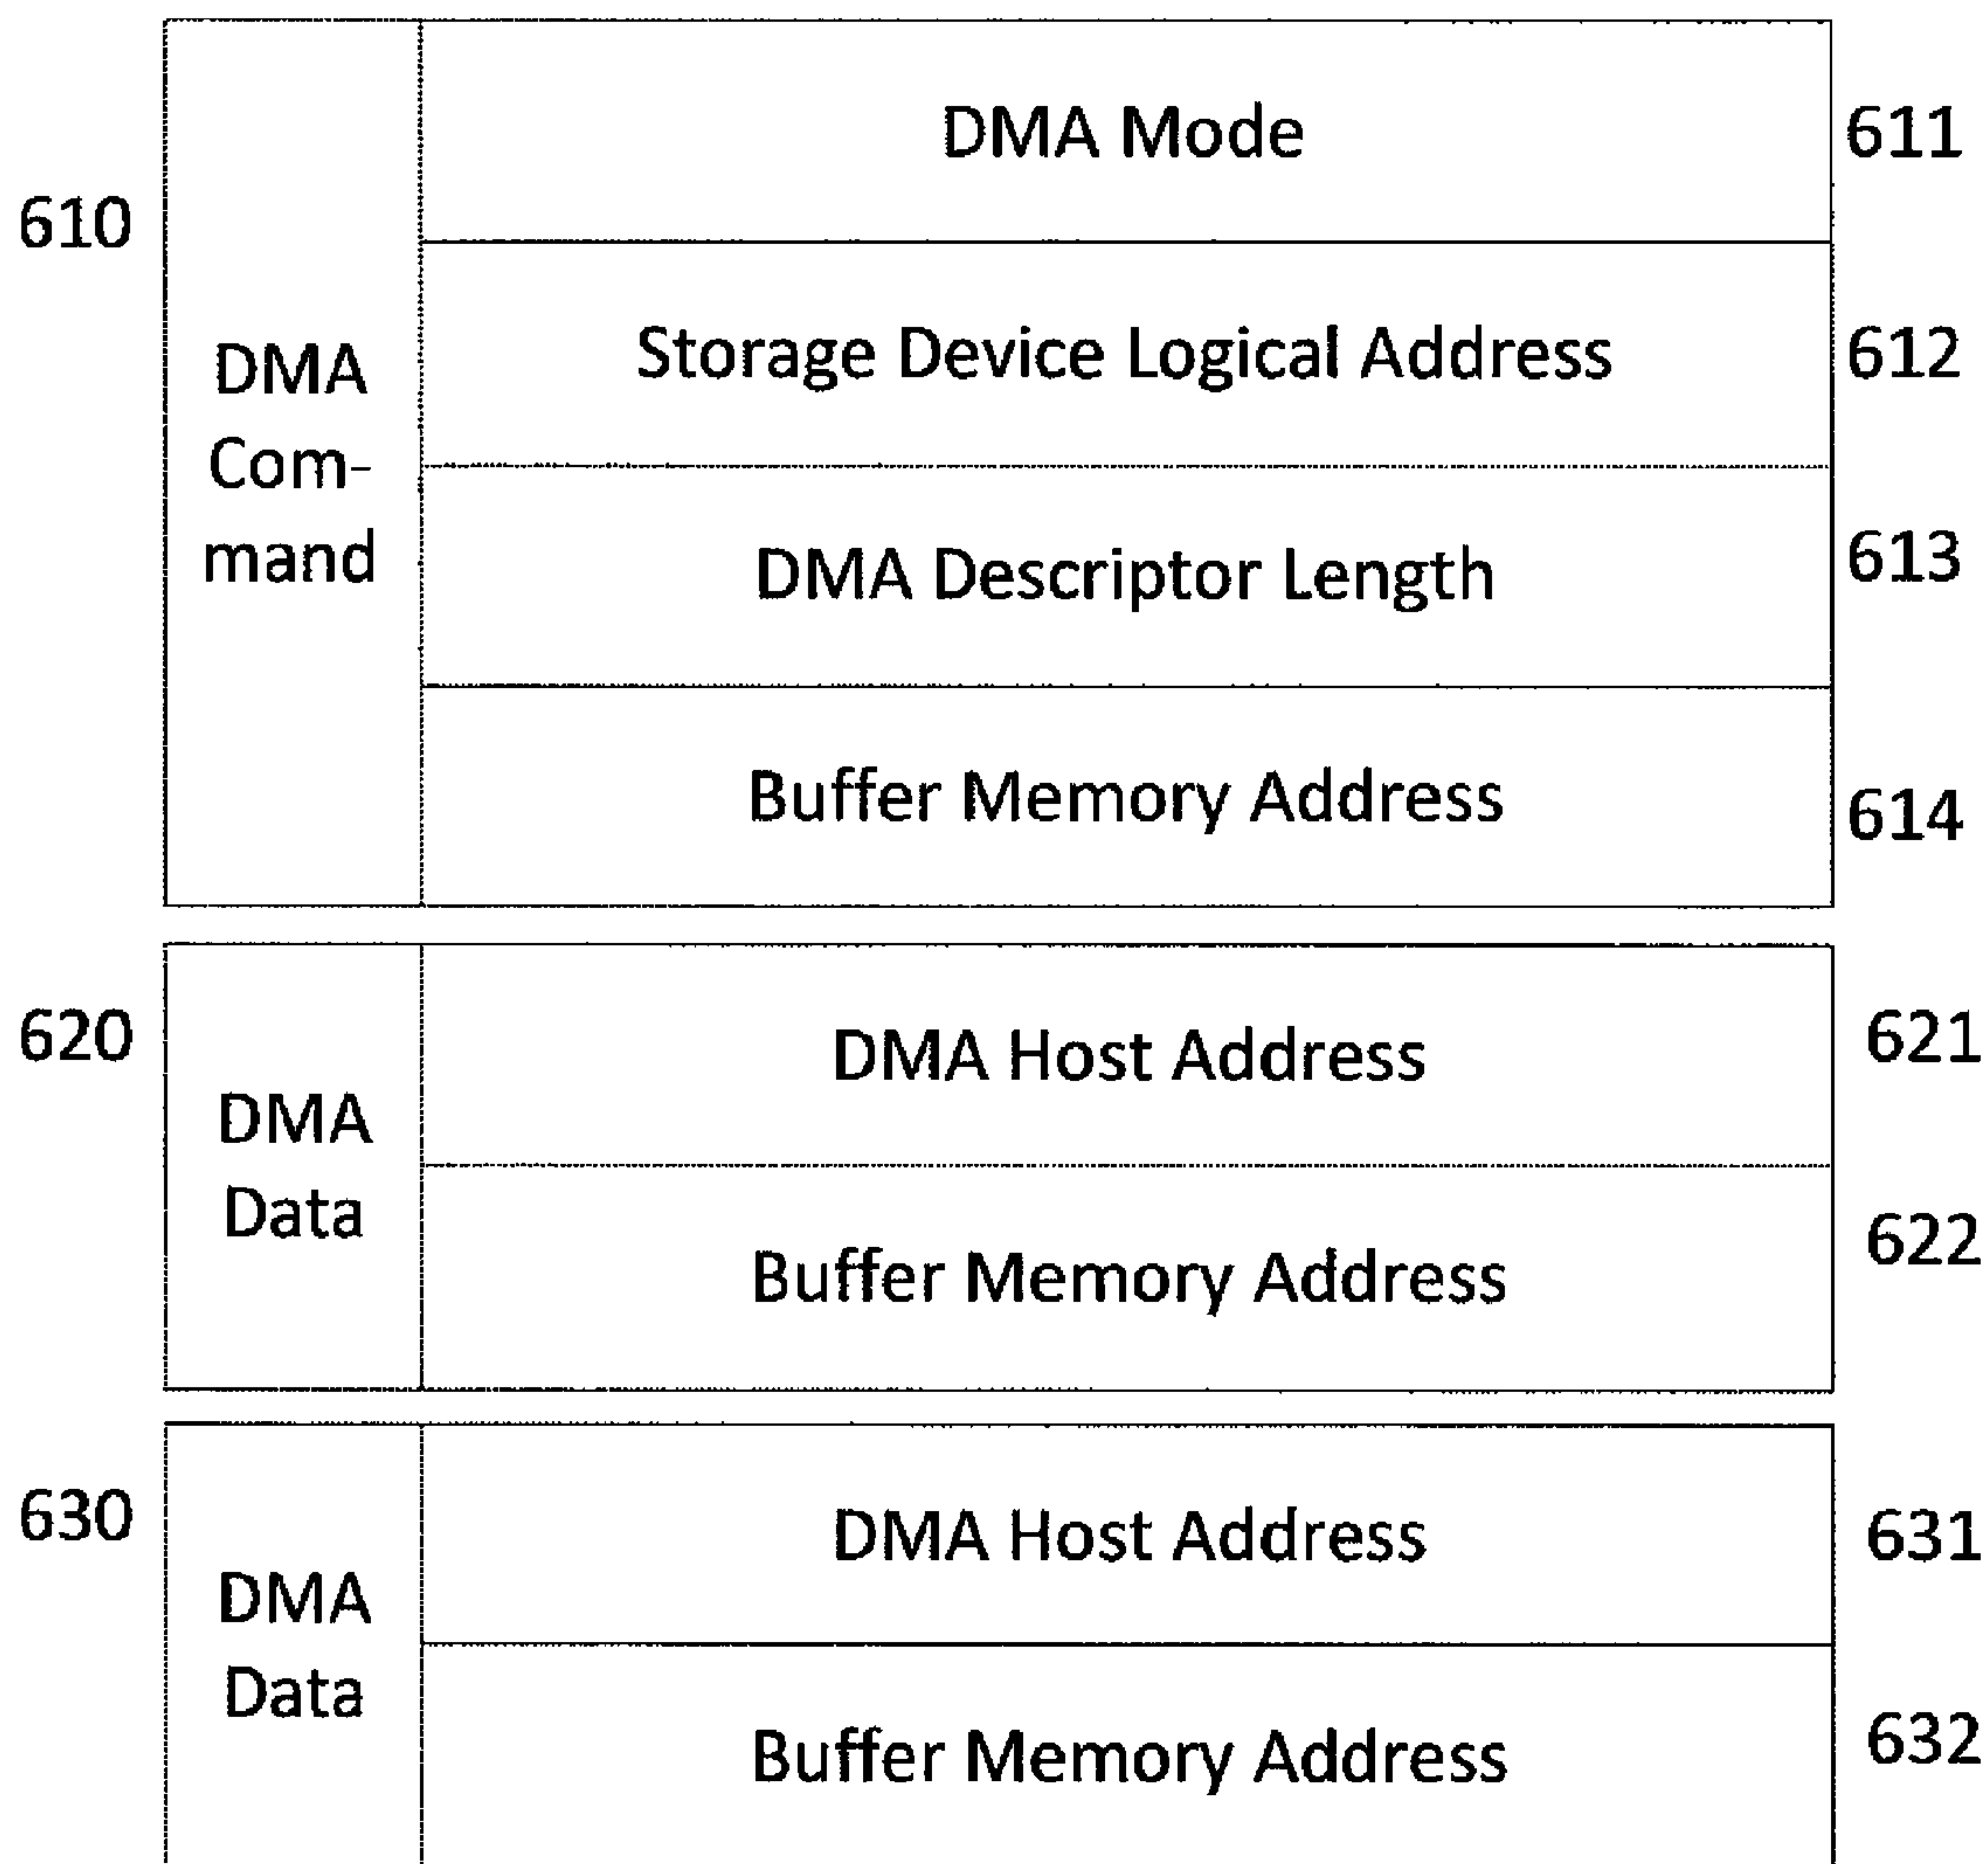 610
DMA
Com-
mand
DMA Mode
611
Storage Device Logical Address
612
DMA Descriptor Length
613
Buffer Memory Address
614
620
DMA
Data
DMA Host Address
621
Buffer Memory Address
622
630
DMA
Data
DMA Host Address
631
Buffer Memory Address
632